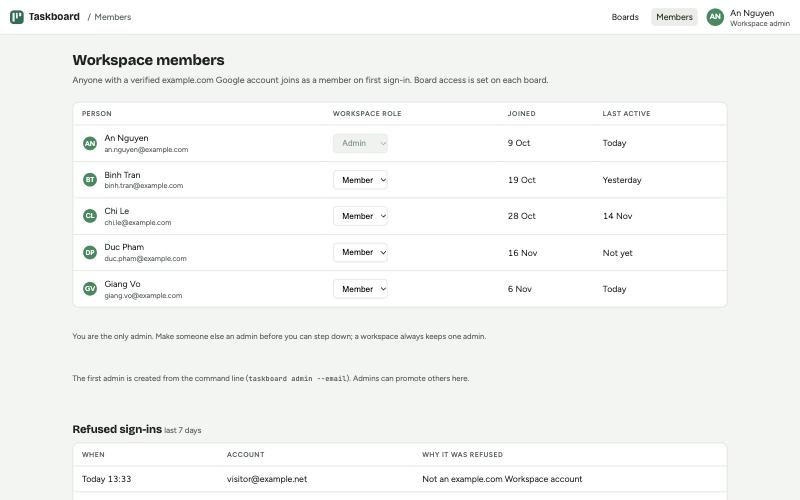 Taskboard / Members Boards Members AN An Nguyen
Workspace admin
Workspace members
Anyone with a verified example.com Google account joins as a member on first sign-in. Board access is set on each board.
PERSON WORKSPACE ROLE JOINED LAST ACTIVE
AN An Nguyen Admin 9 Oct Today
an.nguyen@example.com
BT Binh Tran Member 19 Oct Yesterday
binh.tran@example.com
CL Chi Le Member 28 Oct 14 Nov
chi.le@example.com
DP Duc Pham Member 16 Nov Not yet
duc.pham@example.com
GV Giang Vo Member 6 Nov Today
giang.vo@example.com
You are the only admin. Make someone else an admin before you can step down; a workspace always keeps one admin.
The first admin is created from the command line (taskboard admin --email). Admins can promote others here.
Refused sign-ins last 7 days
WHEN ACCOUNT WHY IT WAS REFUSED
Today 13:33 visitor@example.net Not an example.com Workspace account